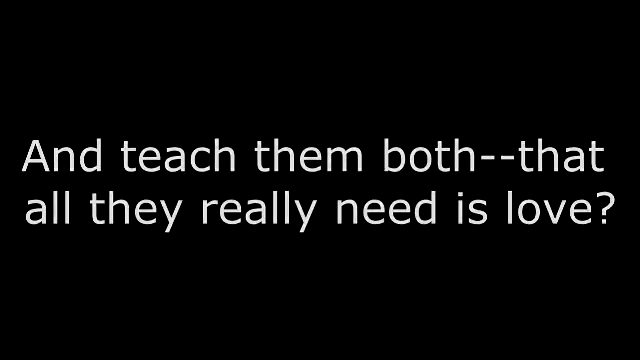 And teach them both--that
all they really need is love?